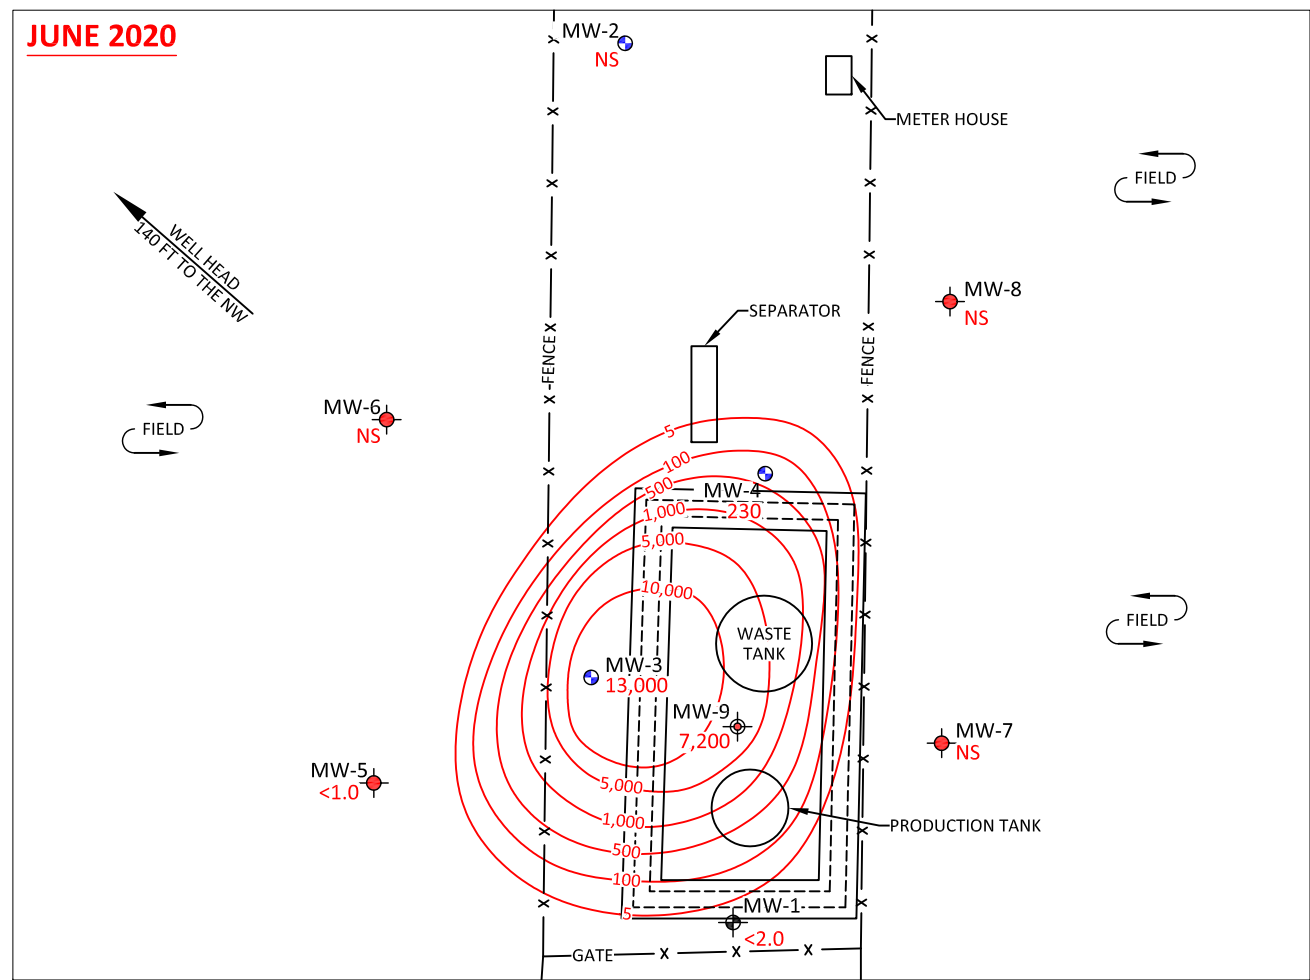 JUNE 2020
MW-2
NS
METER HOUSE
FIELD
WELL HEAD
140 FT TO THE NW
MW-8
NS
SEPARATOR
FENCE
FENCE
MW-6
NS
FIELD
5
100
500
1,000
5,000
10,000
MW-4
230
WASTE
TANK
FIELD
MW-3
13,000
MW-9
7,200
MW-7
NS
MW-5
<1.0
5,000
1,000
500
100
5
PRODUCTION TANK
MW-1
<2.0
GATE
X X X